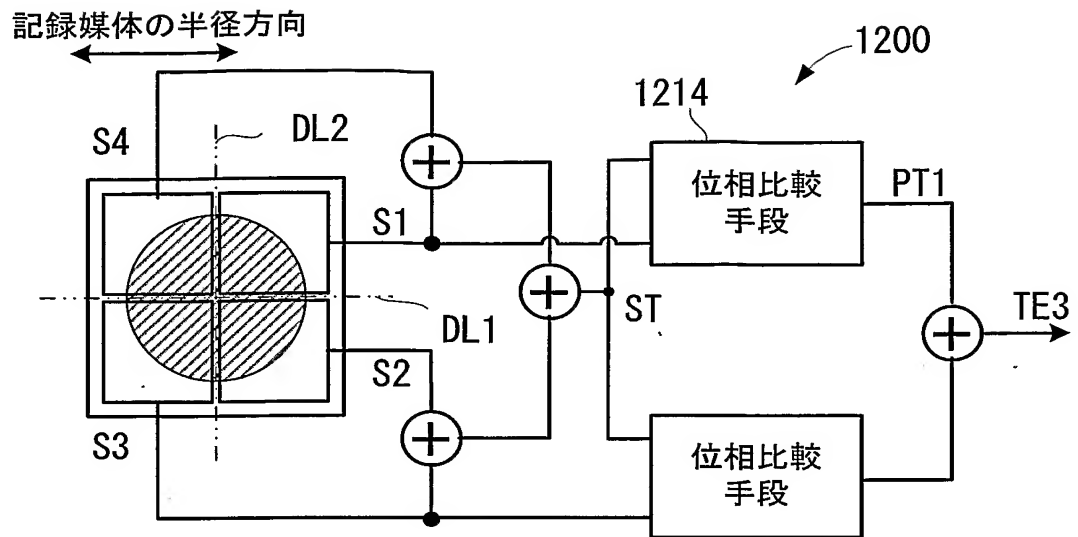 記録媒体の半径方向
1200
1214
S4
DL2
S1
位相比較
手段
PT1
ST
TE3
DL1
S2
S3
位相比較
手段